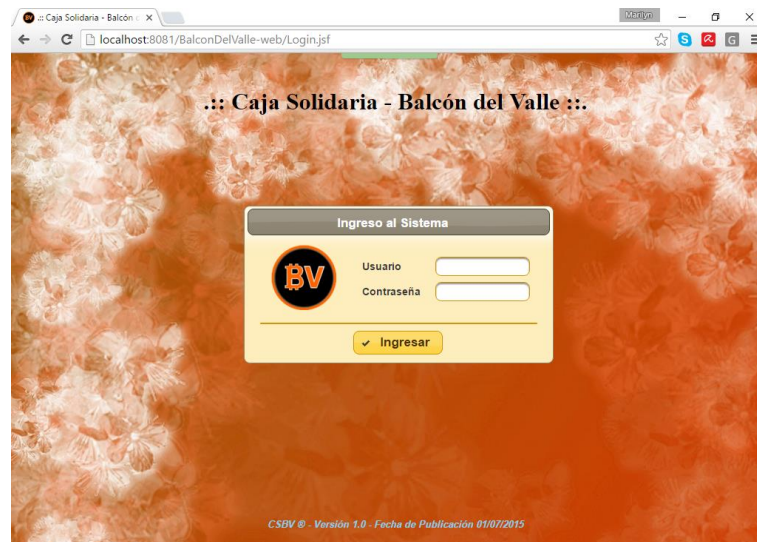 .:: Caja Solidaria - Balcón
Marilyn
localhost:8081/BalconDelValle-web/Login.jsf
.:: Caja Solidaria - Balcón del Valle ::.
Ingreso al Sistema
BV
Usuario
Contraseña
Ingresar
CSBV ® - Versión 1.0 - Fecha de Publicación 01/07/2015